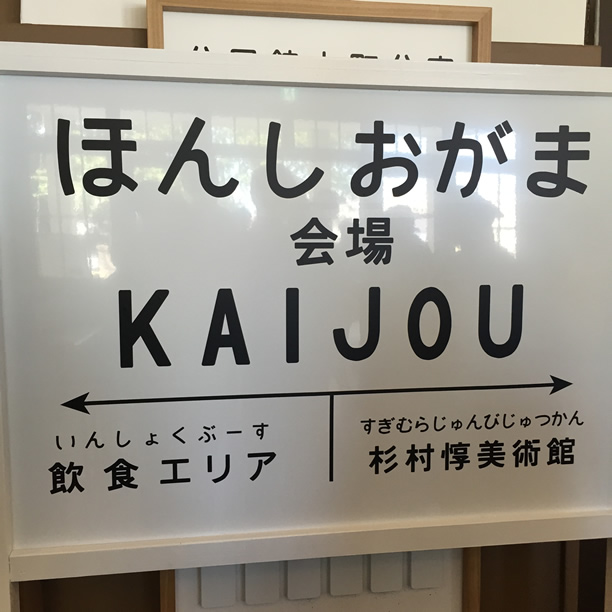 ほんしおがま
会場
KAIJOU
いんしょくぶーす
飲食エリア
すぎむらじゅんびじゅつかん
杉村惇美術館